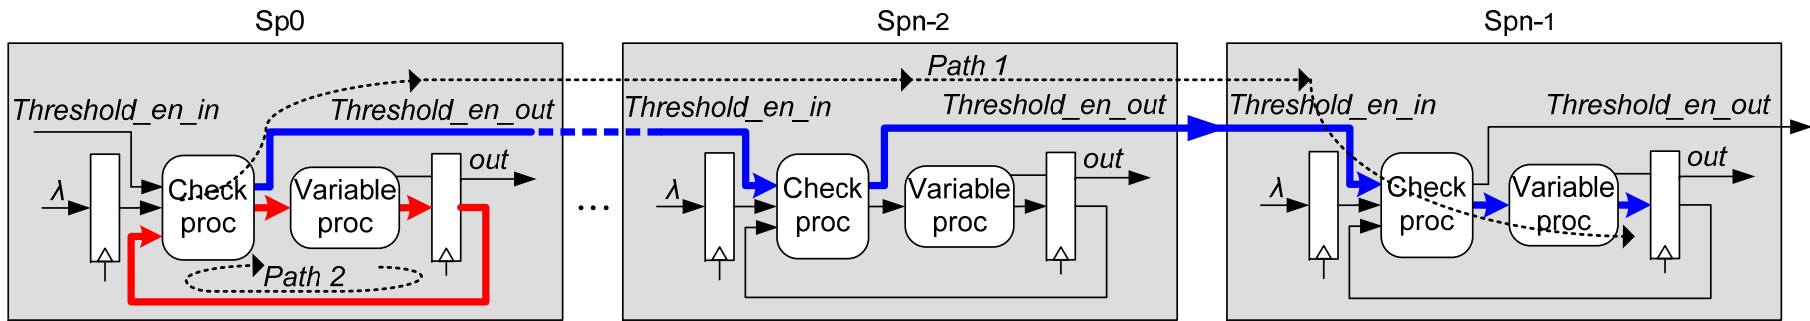 Sp0
Spn-2
Spn-1
Path 1
Threshold_en_in
Threshold_en_out
Threshold_en_in
Threshold_en_out
Threshold_en_in
Threshold_en_out
λ
Check
proc
Variable
proc
out
...
λ
Check
proc
Variable
proc
out
λ
Check
proc
Variable
proc
out
Path 2